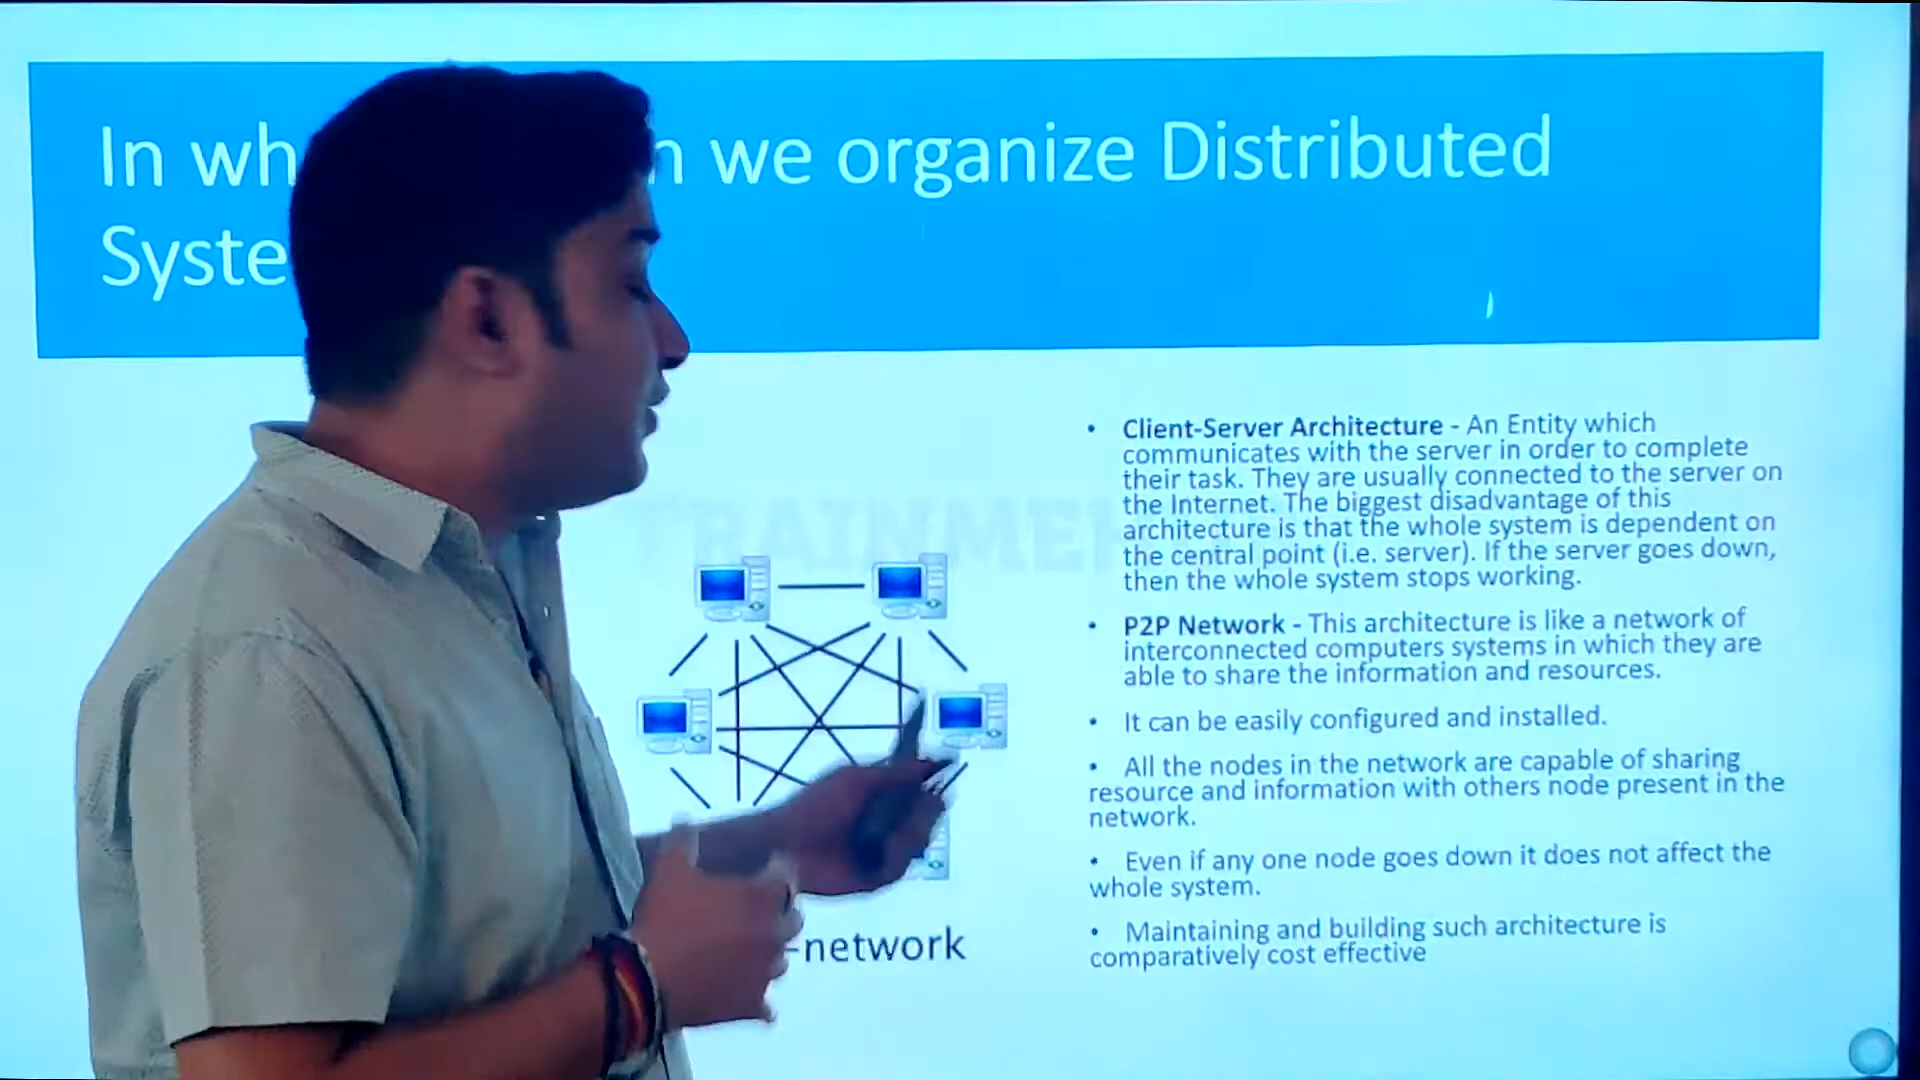 In wh n we organize Distributed
Syste
TRAINME
• Client-Server Architecture - An Entity which
communicates with the server in order to complete
their task. They are usually connected to the server on
the Internet. The biggest disadvantage of this
architecture is that the whole system is dependent on
the central point (i.e. server). If the server goes down,
then the whole system stops working.
• P2P Network - This architecture is like a network of
interconnected computers systems in which they are
able to share the information and resources.
• It can be easily configured and installed.
• All the nodes in the network are capable of sharing
resource and information with others node present in the
network.
• Even if any one node goes down it does not affect the
whole system.
• Maintaining and building such architecture is
comparatively cost effective
-network